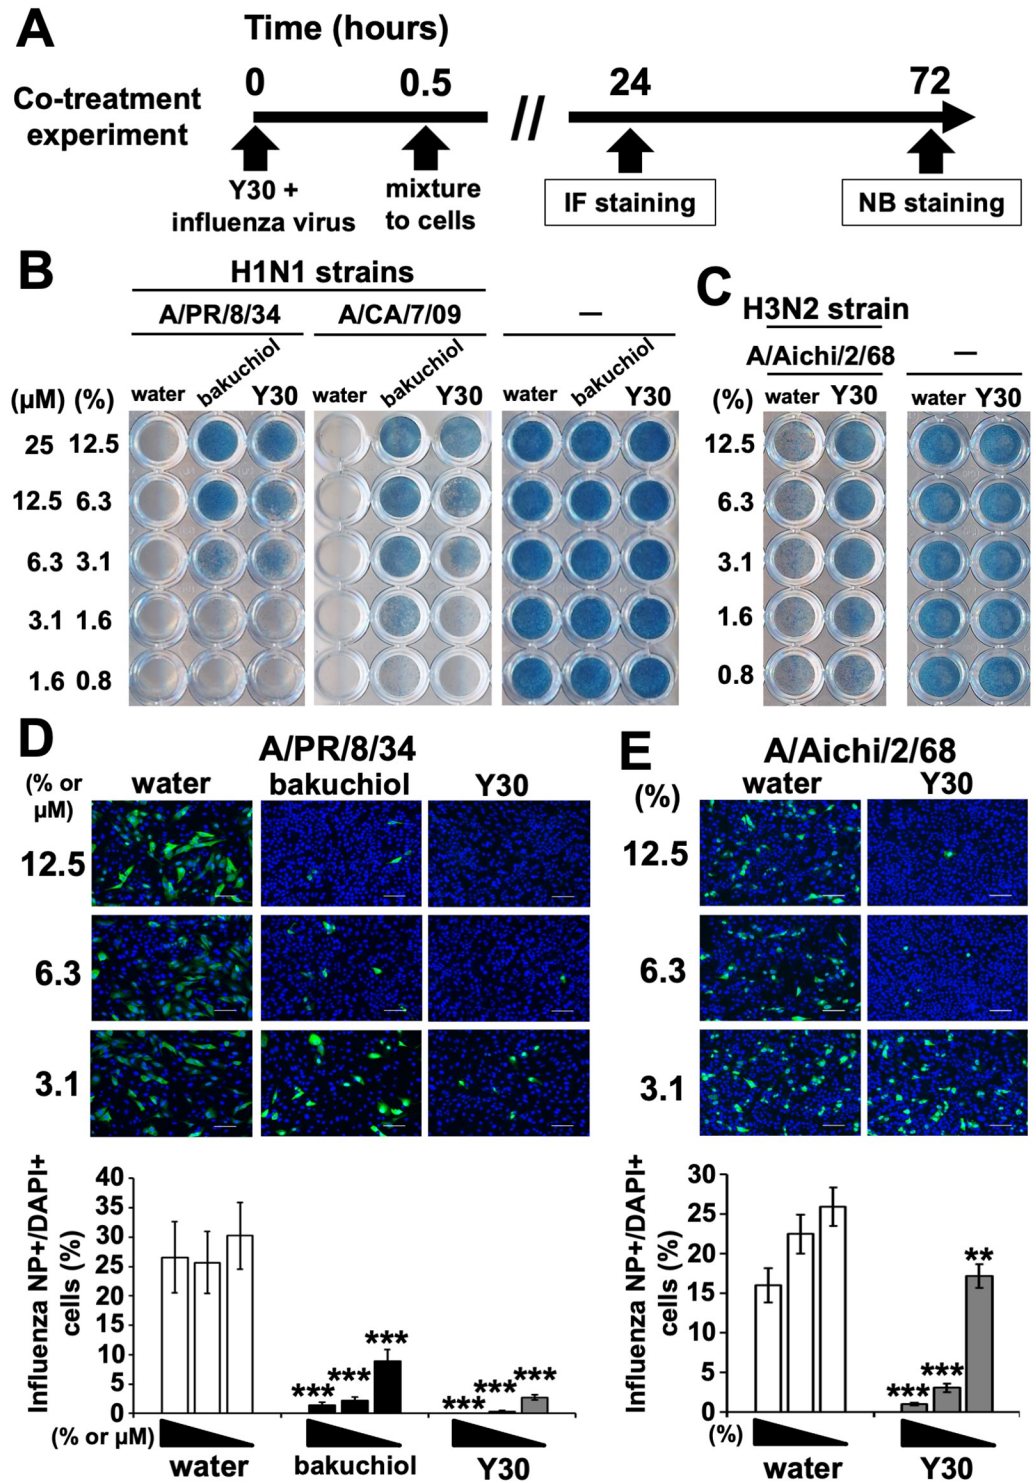 A
Time (hours)
0 0.5 24 72
Co-treatment
experiment
//
Y30 +
influenza virus
mixture
to cells
IF staining
NB staining
B
H1N1 strains
A/PR/8/34 A/CA/7/09 —
(µM) (%) water bakuchiol Y30 water bakuchiol Y30 water bakuchiol Y30
25 12.5
12.5 6.3
6.3 3.1
3.1 1.6
1.6 0.8
C
H3N2 strain
A/Aichi/2/68 —
(%) water Y30 water Y30
12.5
6.3
3.1
1.6
0.8
D
A/PR/8/34
(% or
µM)
water bakuchiol Y30
12.5
6.3
3.1
Influenza NP+/DAPI+
cells (%)
40
35
30
25
20
15
10
5
0
*** *** ***
*** *** ***
(% or µM)
water bakuchiol Y30
E
A/Aichi/2/68
(%)
water Y30
12.5
6.3
3.1
Influenza NP+/DAPI+
cells (%)
30
25
20
15
10
5
0
*** *** **
(%)
water Y30